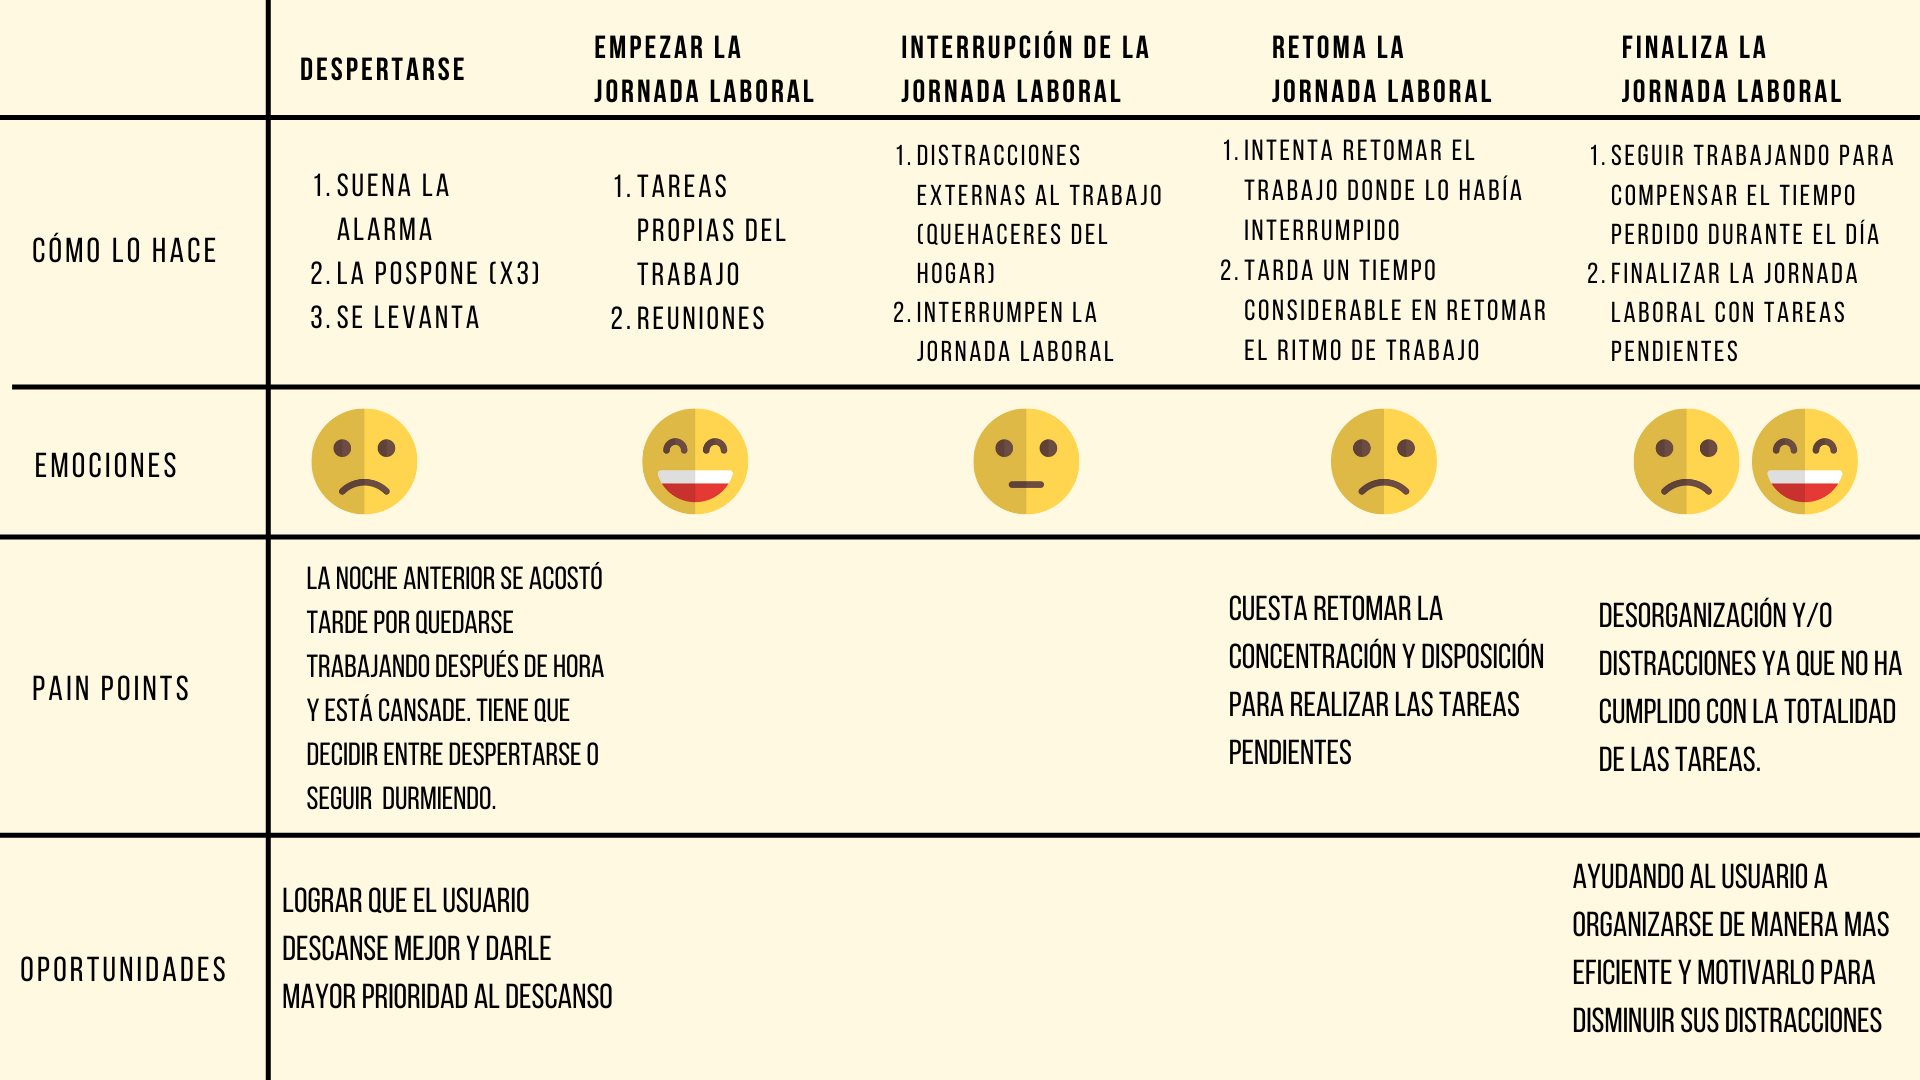 DESPERTARSE
EMPEZAR LA
JORNADA LABORAL
INTERRUPCIÓN DE LA
JORNADA LABORAL
RETOMA LA
JORNADA LABORAL
FINALIZA LA
JORNADA LABORAL
CÓMO LO HACE
1. SUENA LA
ALARMA
2. LA POSPONE (X3)
3. SE LEVANTA
1. TAREAS
PROPIAS DEL
TRABAJO
2. REUNIONES
1. DISTRACCIONES
EXTERNAS AL TRABAJO
(QUEHACERES DEL
HOGAR)
2. INTERRUMPEN LA
JORNADA LABORAL
1. INTENTA RETOMAR EL
TRABAJO DONDE LO HABÍA
INTERRUMPIDO
2. TARDA UN TIEMPO
CONSIDERABLE EN RETOMAR
EL RITMO DE TRABAJO
1. SEGUIR TRABAJANDO PARA
COMPENSAR EL TIEMPO
PERDIDO DURANTE EL DÍA
2. FINALIZAR LA JORNADA
LABORAL CON TAREAS
PENDIENTES
EMOCIONES
PAIN POINTS
LA NOCHE ANTERIOR SE ACOSTÓ
TARDE POR QUEDARSE
TRABAJANDO DESPUÉS DE HORA
Y ESTÁ CANSADE. TIENE QUE
DECIDIR ENTRE DESPERTARSE O
SEGUIR DURMIENDO.
CUESTA RETOMAR LA
CONCENTRACIÓN Y DISPOSICIÓN
PARA REALIZAR LAS TAREAS
PENDIENTES
DESORGANIZACIÓN Y/O
DISTRACCIONES YA QUE NO HA
CUMPLIDO CON LA TOTALIDAD
DE LAS TAREAS.
OPORTUNIDADES
LOGRAR QUE EL USUARIO
DESCANSE MEJOR Y DARLE
MAYOR PRIORIDAD AL DESCANSO
AYUDANDO AL USUARIO A
ORGANIZARSE DE MANERA MAS
EFICIENTE Y MOTIVARLO PARA
DISMINUIR SUS DISTRACCIONES